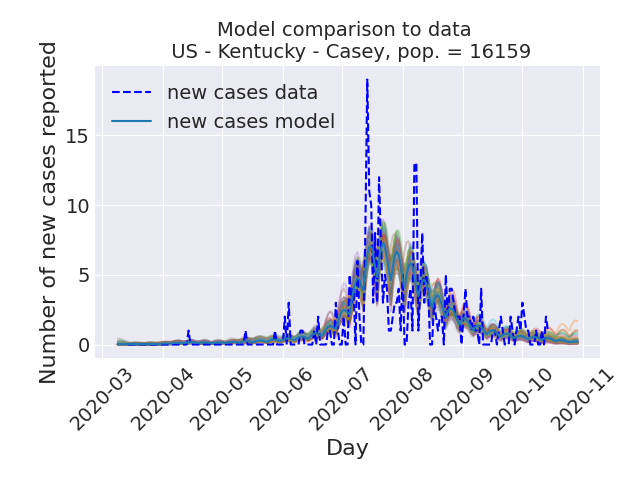 Model comparison to data
US - Kentucky - Casey, pop. = 16159
Number of new cases reported
new cases data
new cases model
15
10
5
0
2020-03
2020-04
2020-05
2020-06
2020-07
2020-08
2020-09
2020-10
2020-11
Day